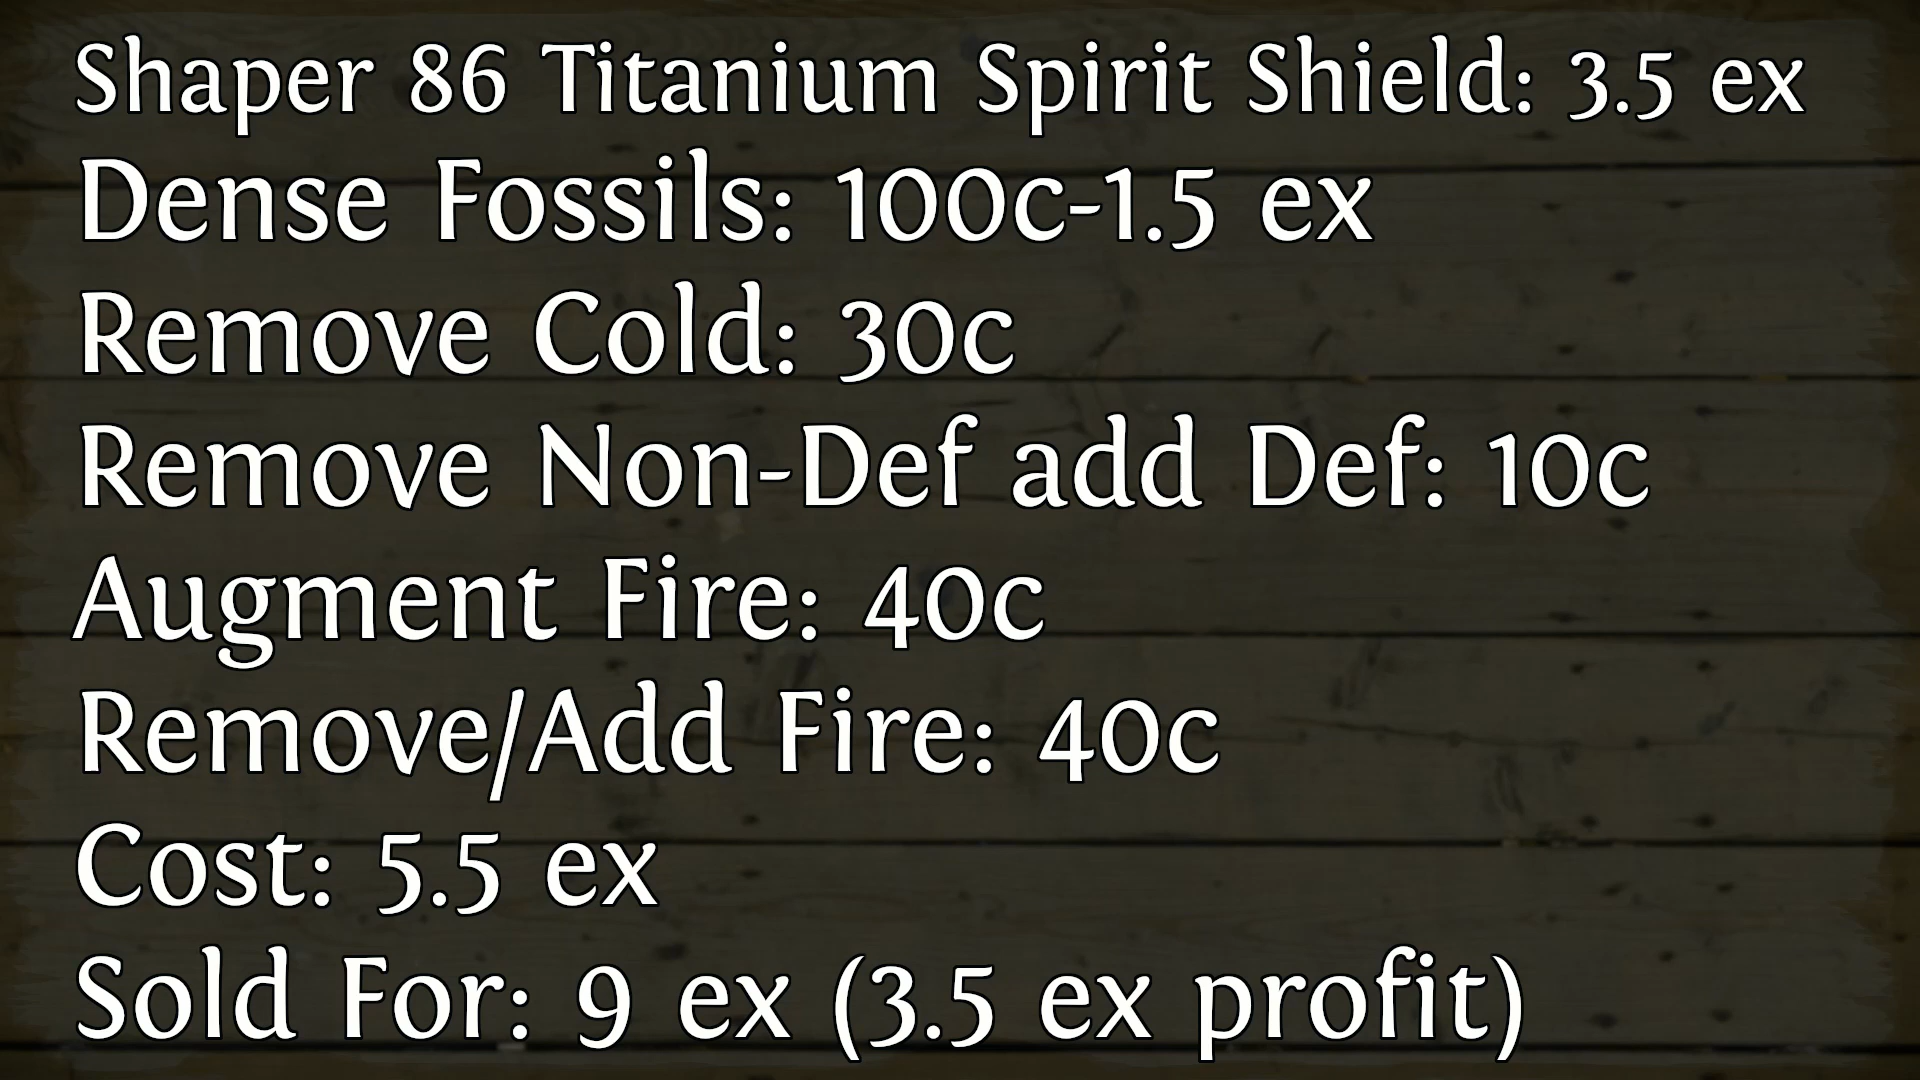 Shaper 86 Titanium Spirit Shield: 3.5 ex
Dense Fossils: 100c-1.5 ex
Remove Cold: 30c
Remove Non-Def add Def: 10c
Augment Fire: 40c
Remove/Add Fire: 40c
Cost: 5.5 ex
Sold For: 9 ex (3.5 ex profit)